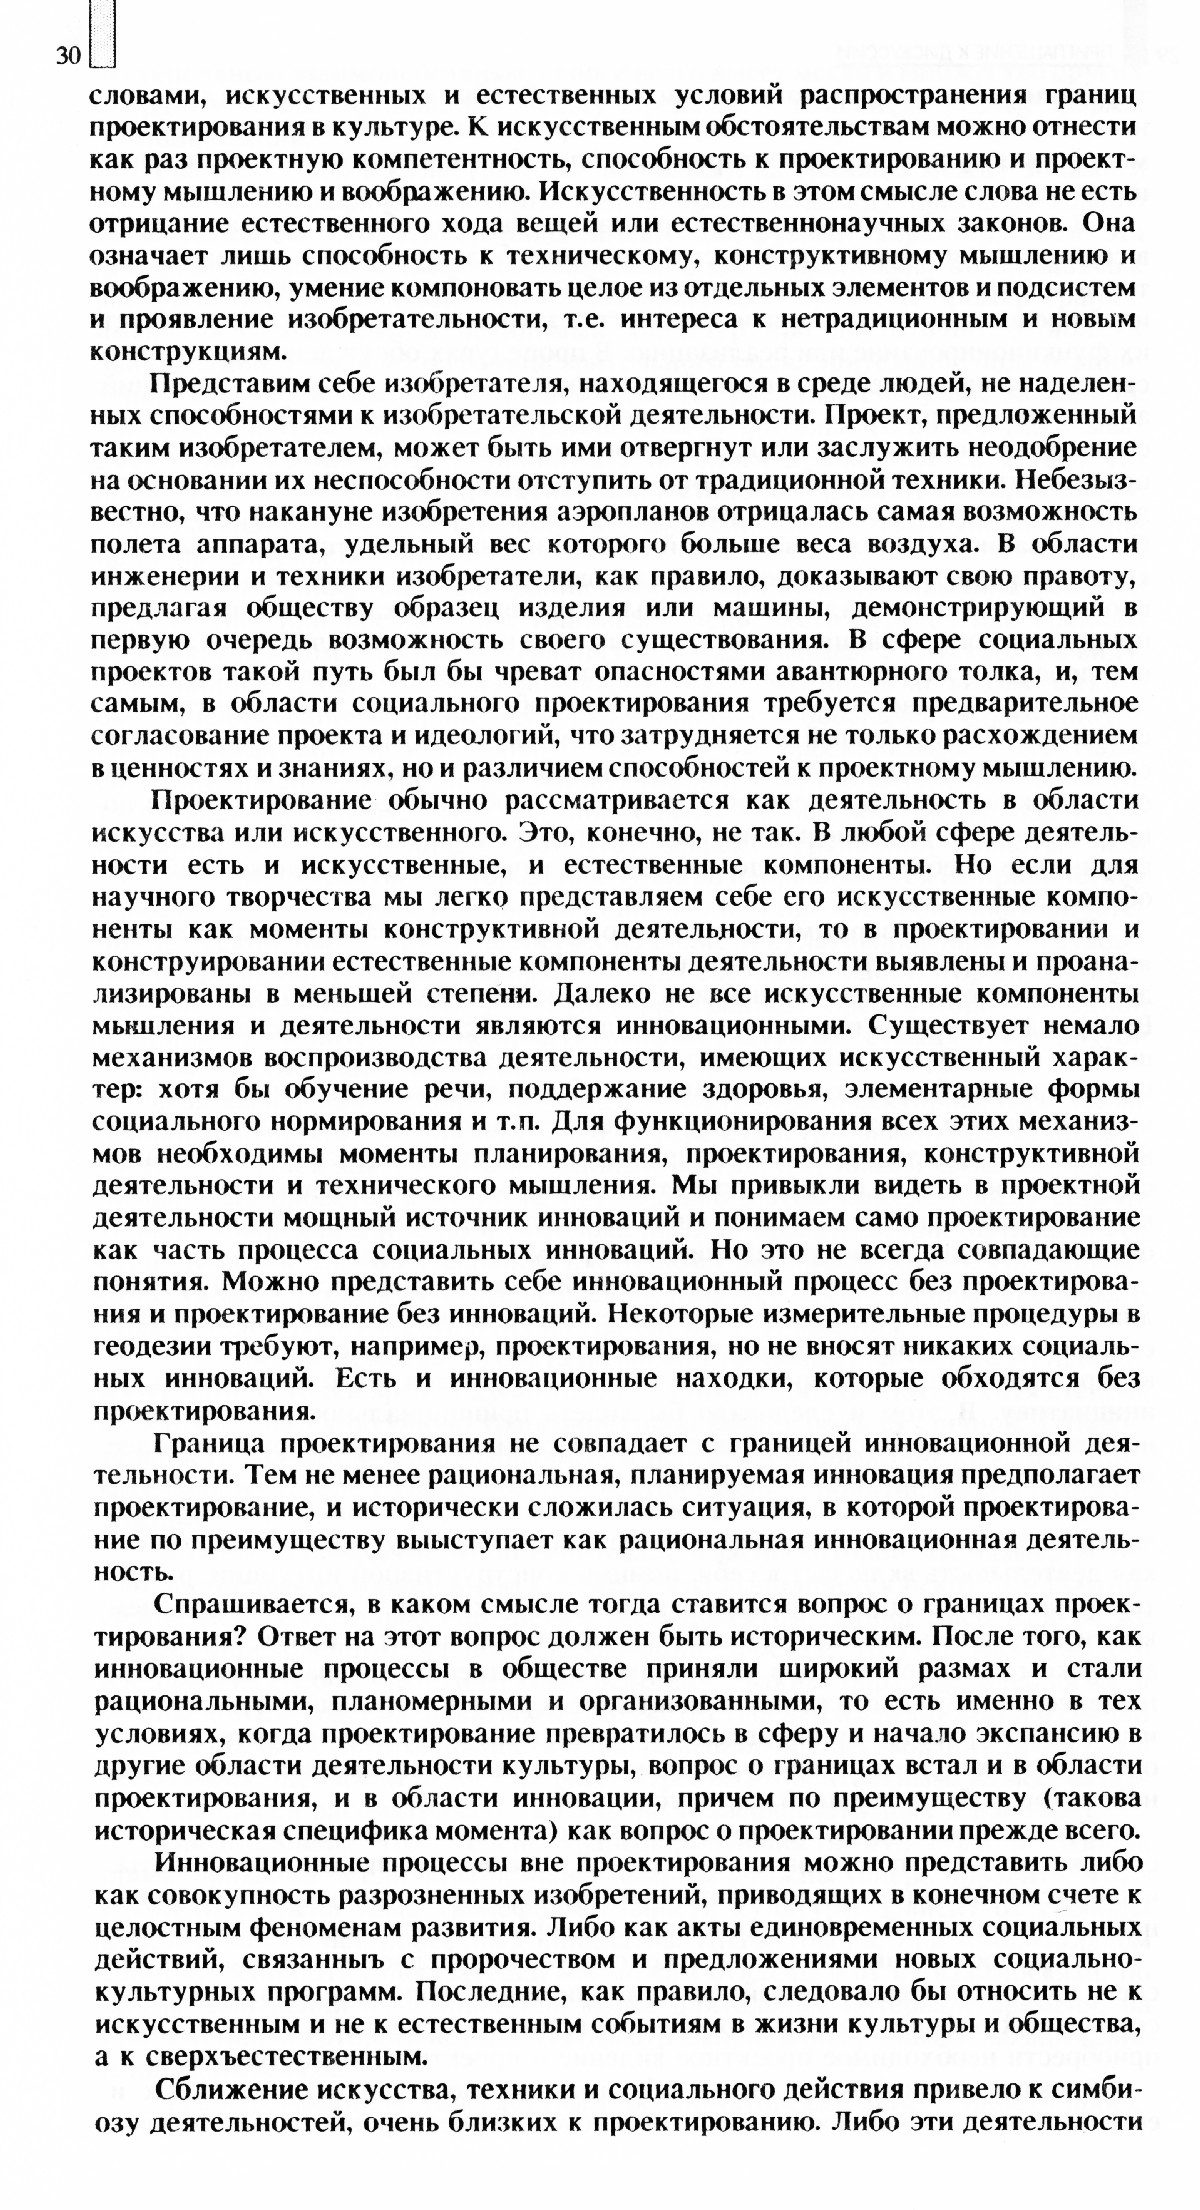 30
словами, искусственных и естественных условий распространения границ
проектирования в культуре. К искусственным обстоятельствам можно отнести
как раз проектную компетентность, способность к проектированию и проект-
ному мышлению и воображению. Искусственность в этом смысле слова не есть
отрицание естественного хода вещей или естественнонаучных законов. Она
означает лишь способность к техническому, конструктивному мышлению и
воображению, умение компоновать целое из отдельных элементов и подсистем
и проявление изобретательности, т.е. интереса к нетрадиционным и новым
конструкциям.
Представим себе изобретателя, находящегося в среде людей, не наделен-
ных способностями к изобретательской деятельности. Проект, предложенный
таким изобретателем, может быть ими отвергнут или заслужить неодобрение
на основании их неспособности отступить от традиционной техники. Небезыз-
вестно, что накануне изобретения аэропланов отрицалась самая возможность
полета аппарата, удельный вес которого больше веса воздуха. В области
инженерии и техники изобретатели, как правило, доказывают свою правоту,
предлагая обществу образец изделия или машины, демонстрирующий в
первую очередь возможность своего существования. В сфере социальных
проектов такой путь был бы чреват опасностями авантюрного толка, и, тем
самым, в области социального проектирования требуется предварительное
согласование проекта и идеологий, что затрудняется не только расхождением
в ценностях и знаниях, но и различием способностей к проектному мышлению.
Проектирование обычно рассматривается как деятельность в области
искусства или искусственного. Это, конечно, не так. В любой сфере деятель-
ности есть и искусственные, и естественные компоненты. Но если для
научного творчества мы легко представляем себе его искусственные компо-
ненты как моменты конструктивной деятельности, то в проектировании и
конструировании естественные компоненты деятельности выявлены и проана-
лизированы в меньшей степени. Далеко не все искусственные компоненты
мышления и деятельности являются инновационными. Существует немало
механизмов воспроизводства деятельности, имеющих искусственный харак-
тер: хотя бы обучение речи, поддержание здоровья, элементарные формы
социального нормирования и т.п. Для функционирования всех этих механиз-
мов необходимы моменты планирования, проектирования, конструктивной
деятельности и технического мышления. Мы привыкли видеть в проектной
деятельности мощный источник инноваций и понимаем само проектирование
как часть процесса социальных инноваций. Но это не всегда совпадающие
понятия. Можно представить себе инновационный процесс без проектирова-
ния и проектирование без инноваций. Некоторые измерительные процедуры в
геодезии требуют, например, проектирования, но не вносят никаких социаль-
ных инноваций. Есть и инновационные находки, которые обходятся без
проектирования.
Граница проектирования не совпадает с границей инновационной дея-
тельности. Тем не менее рациональная, планируемая инновация предполагает
проектирование, и исторически сложилась ситуация, в которой проектирова-
ние по преимуществу выыступает как рациональная инновационная деятель-
ность.
Спрашивается, в каком смысле тогда ставится вопрос о границах проек-
тирования? Ответ на этот вопрос должен быть историческим. После того, как
инновационные процессы в обществе приняли широкий размах и стали
рациональными, планомерными и организованными, то есть именно в тех
условиях, когда проектирование превратилось в сферу и начало экспансию в
другие области деятельности культуры, вопрос о границах встал и в области
проектирования, и в области инновации, причем по преимуществу (такова
историческая специфика момента) как вопрос о проектировании прежде всего.
Инновационные процессы вне проектирования можно представить либо
как совокупность разрозненных изобретений, приводящих в конечном счете к
целостным феноменам развития. Либо как акты единовременных социальных
действий, связанныъ с пророчеством и предложениями новых социально-
культурных программ. Последние, как правило, следовало бы относить не к
искусственным и не к естественным событиям в жизни культуры и общества,
а к сверхъестественным.
Сближение искусства, техники и социального действия привело к симби-
озу деятельностей, очень близких к проектированию. Либо эти деятельности